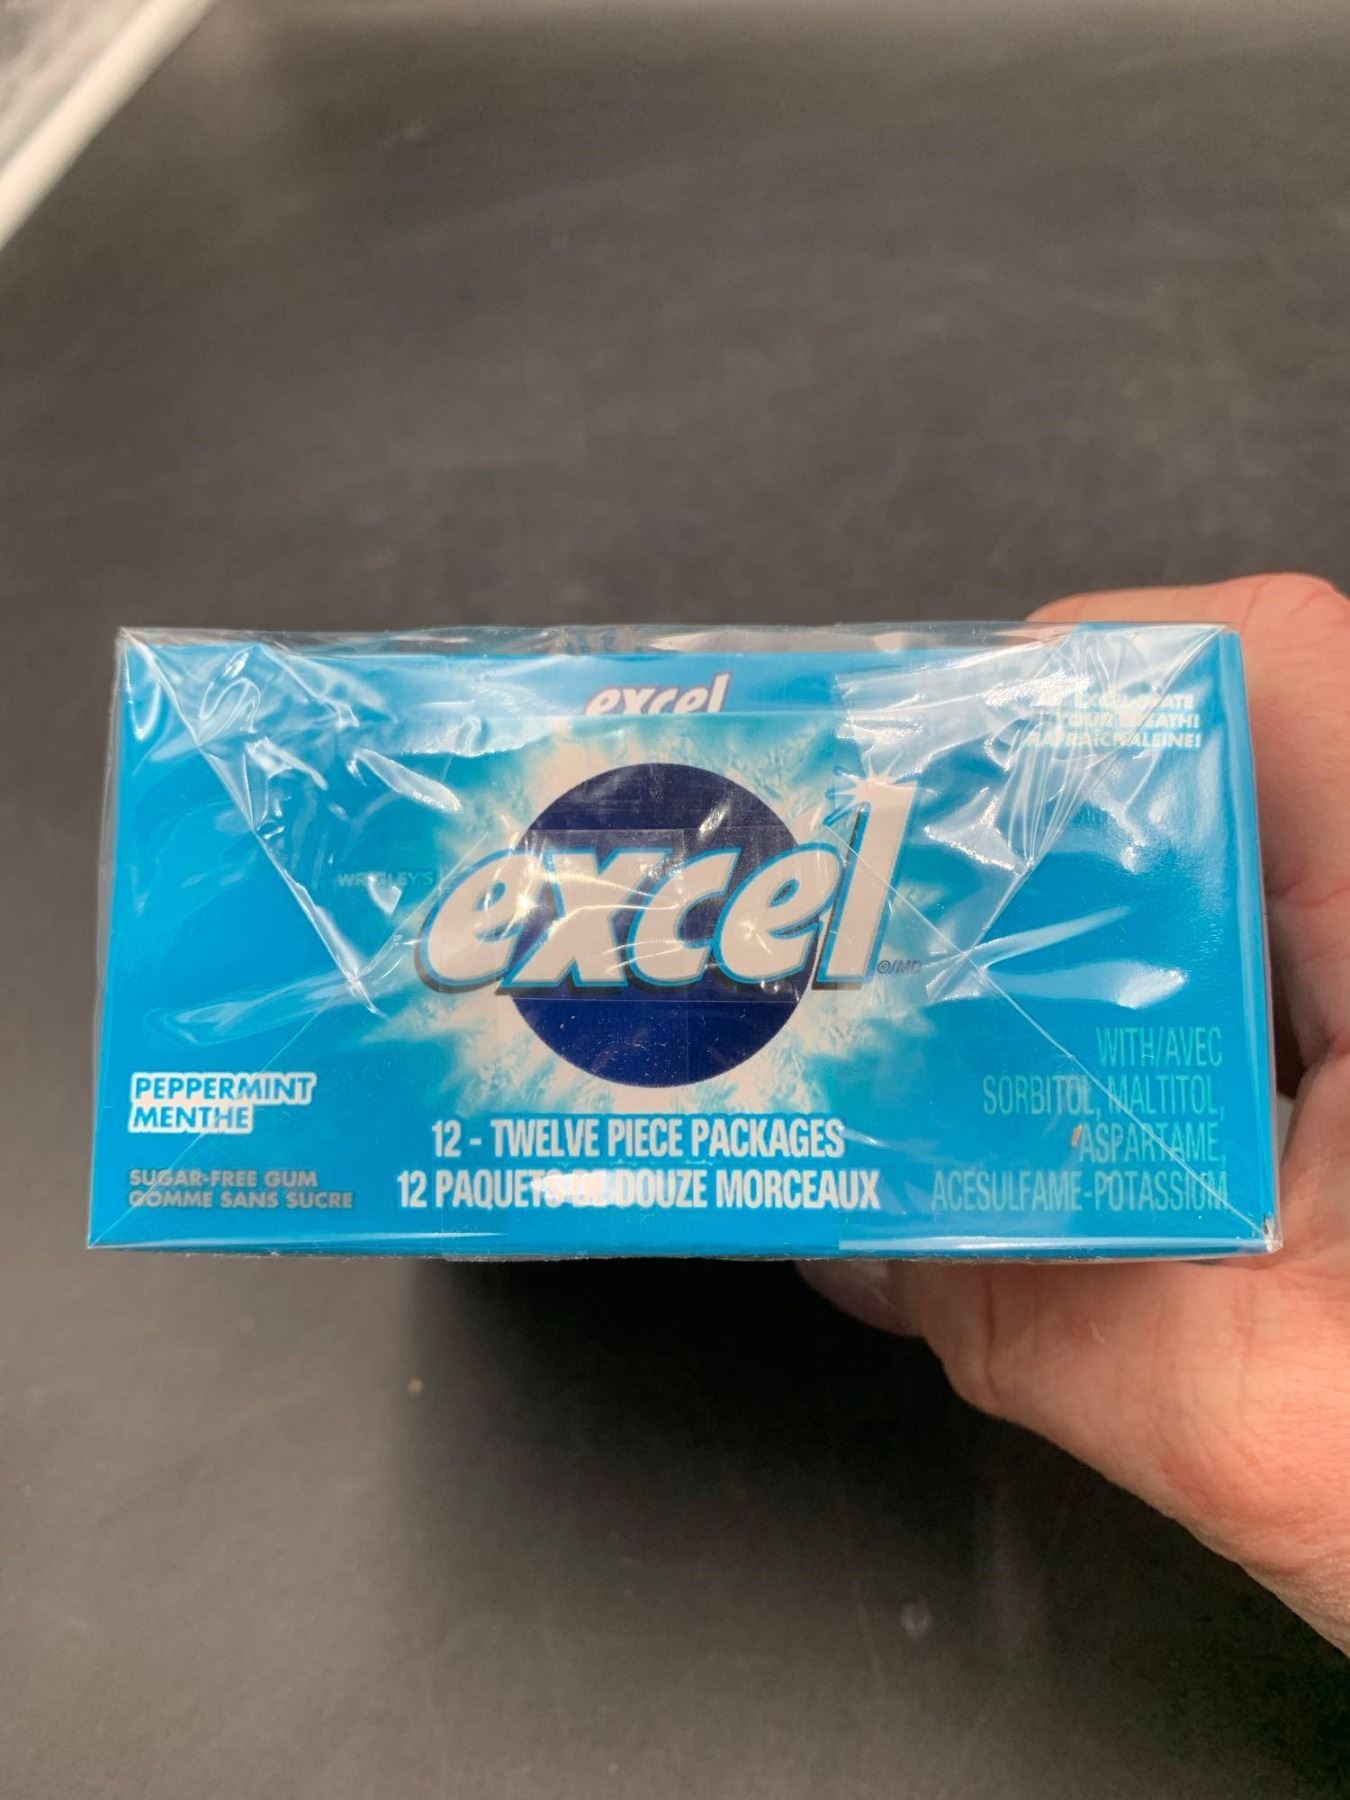 excel
YOUR BREATH!
WRIGLEY'S
excel
®/MD
PEPPERMINT
MENTHE
SUGAR-FREE GUM
GOMME SANS SUCRE
12 - TWELVE PIECE PACKAGES
12 PAQUETS DE DOUZE MORCEAUX
WITH/AVEC
SORBITOL, MALTITOL,
ASPARTAME,
ACESULFAME-POTASSIUM